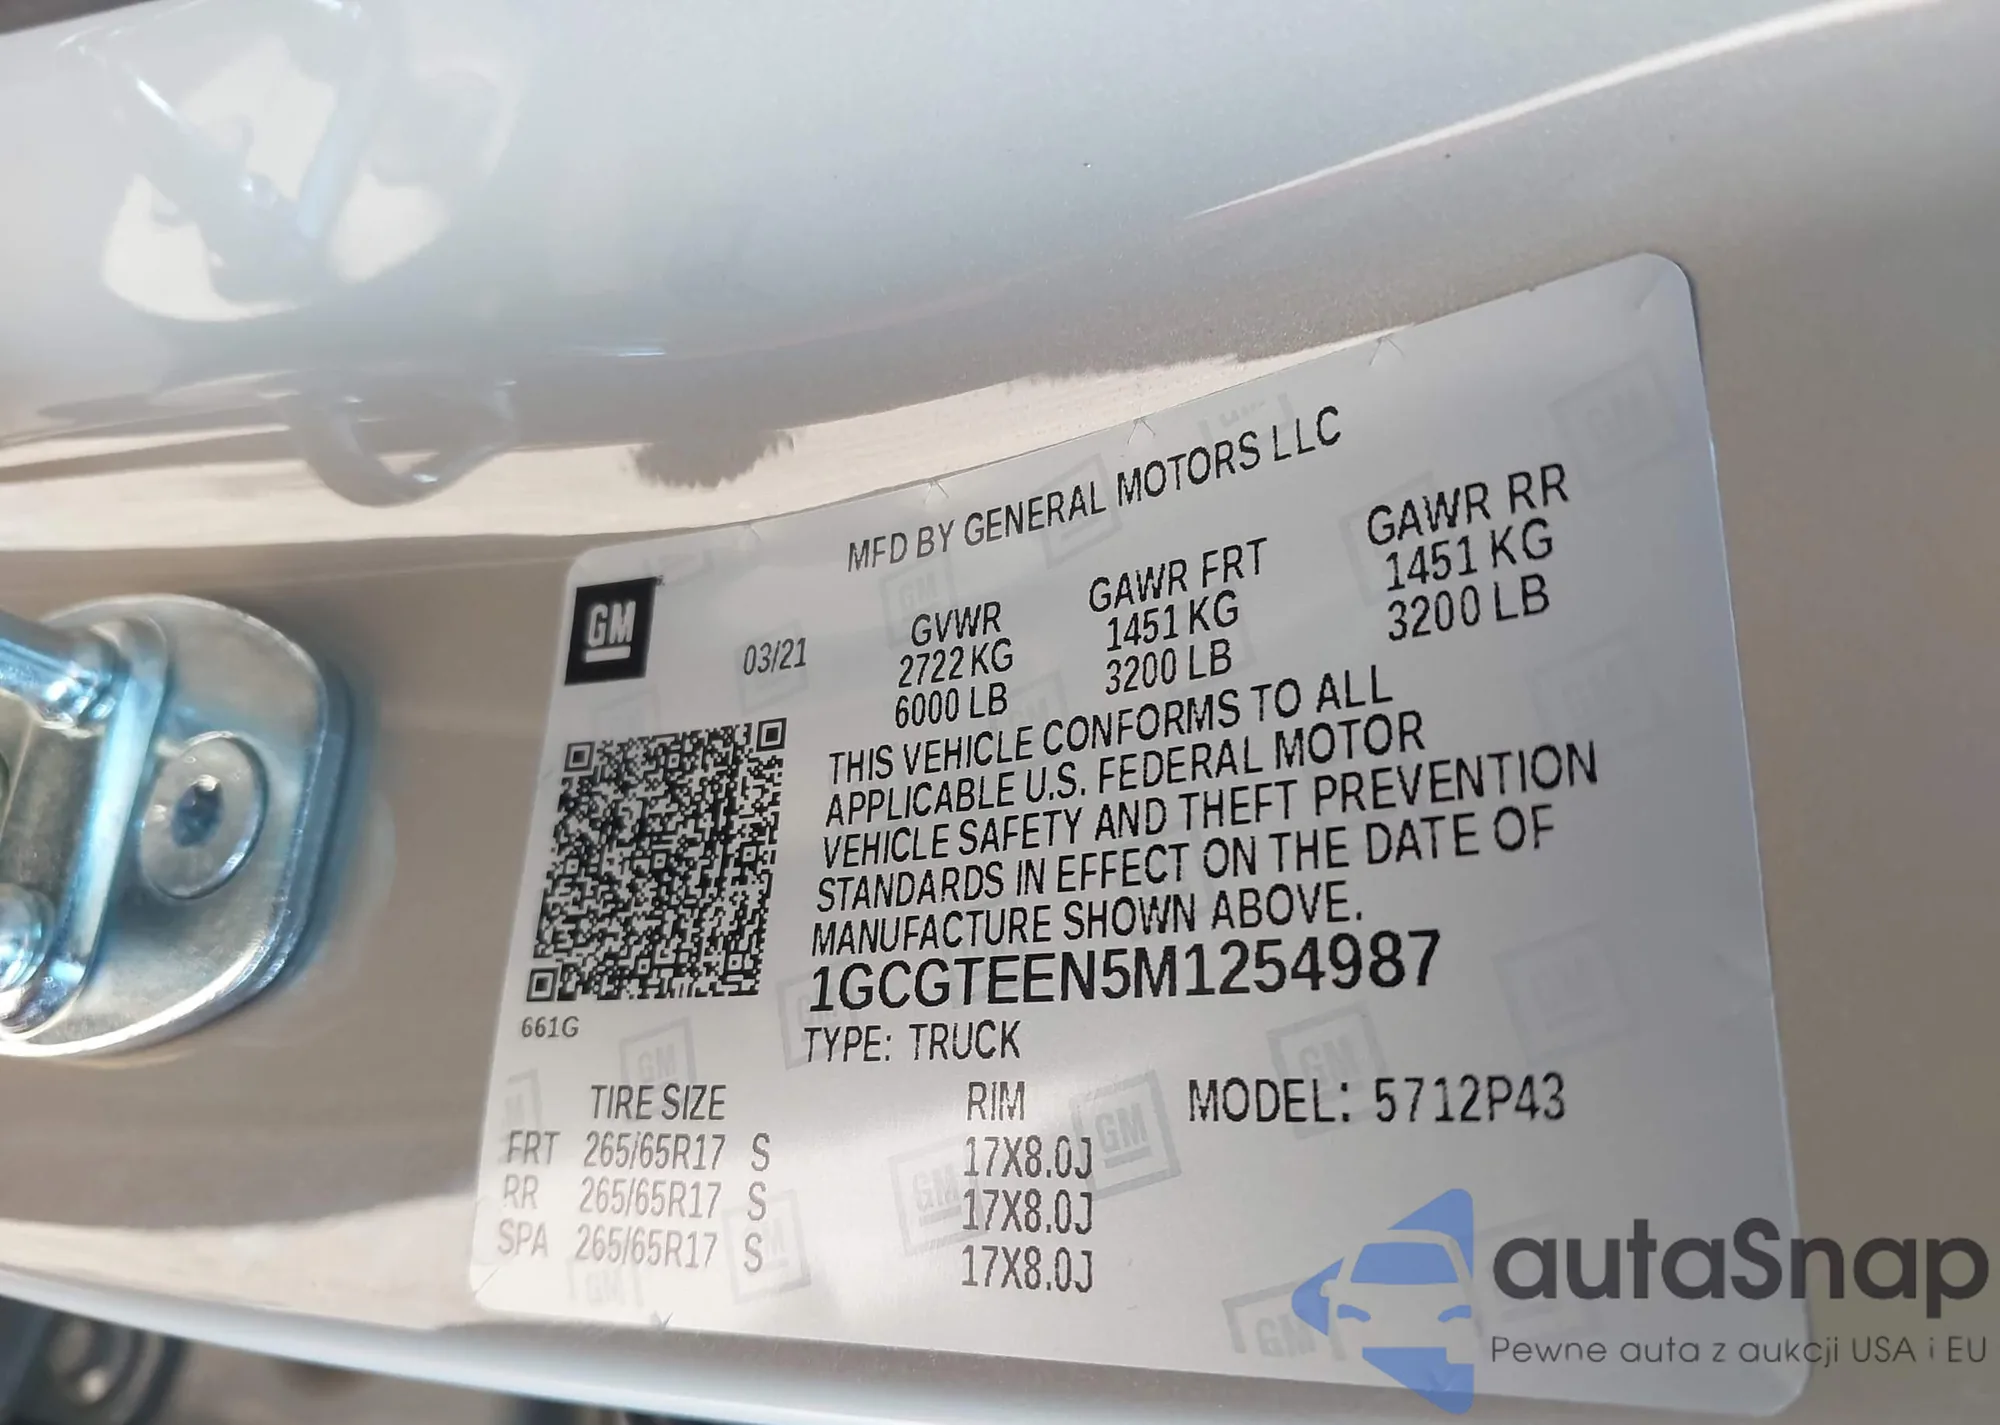 MFD BY GENERAL MOTORS LLC
GM
03/21
GVWR GAWR FRT GAWR RR
2722 KG 1451 KG 1451 KG
6000 LB 3200 LB 3200 LB
THIS VEHICLE CONFORMS TO ALL
APPLICABLE U.S. FEDERAL MOTOR
VEHICLE SAFETY AND THEFT PREVENTION
STANDARDS IN EFFECT ON THE DATE OF
MANUFACTURE SHOWN ABOVE.
1GCGTEEN5M1254987
661G
TYPE: TRUCK
TIRE SIZE RIM MODEL: 5712P43
FRT 265/65R17 S 17X8.0J
RR 265/65R17 S 17X8.0J
SPA 265/65R17 S 17X8.0J
autaSnap
Pewne auta z aukcji USA i EU